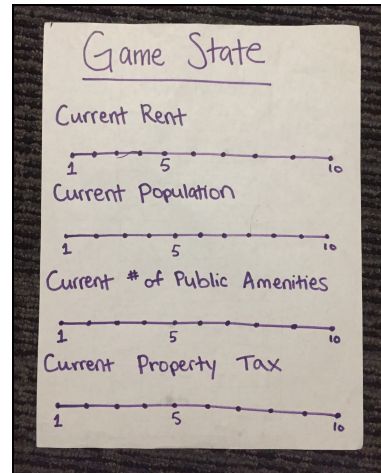 Game State
Current Rent
1 5 10
Current Population
1 5 10
Current # of Public Amenities
1 5 10
Current Property Tax
1 5 10